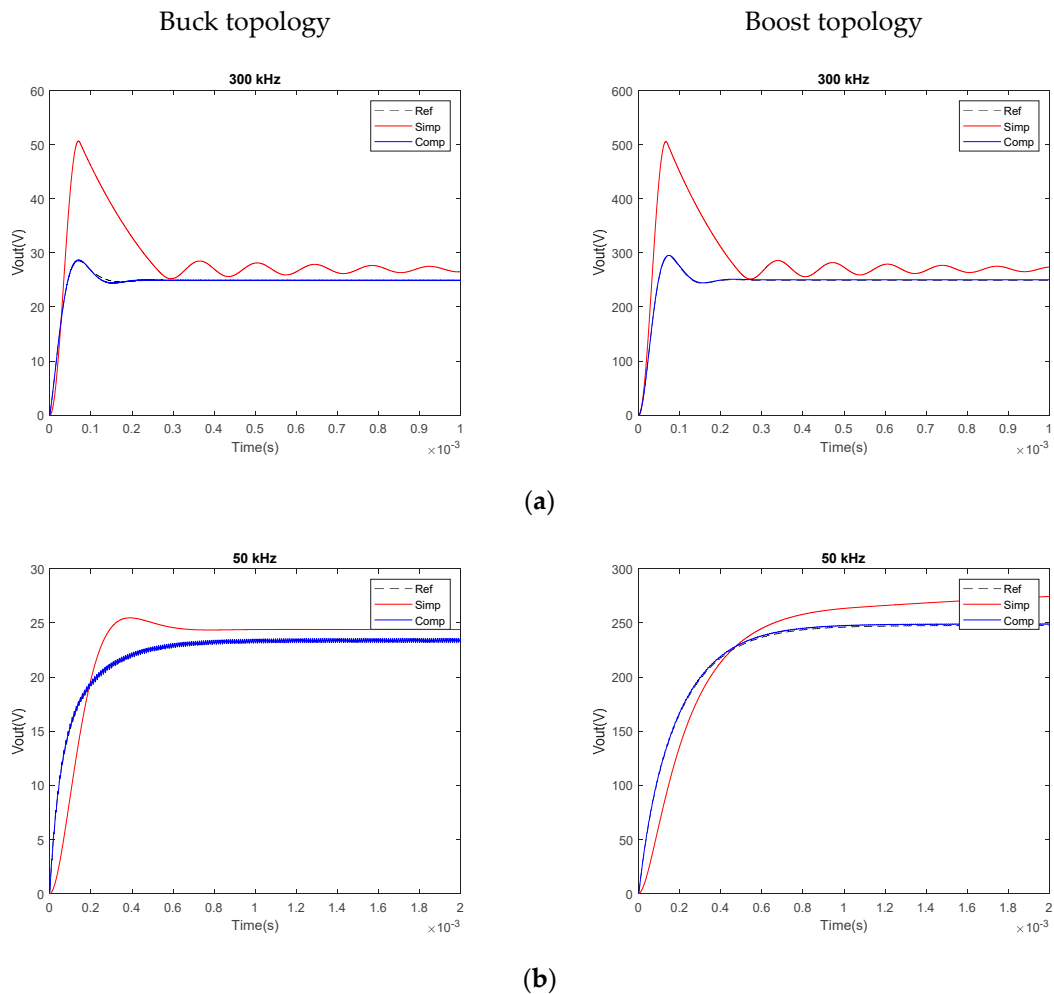 Buck topology
Boost topology
300 kHz
Vout(V)
60
50
40
30
20
10
0
Ref
Simp
Comp
0 0.1 0.2 0.3 0.4 0.5 0.6 0.7 0.8 0.9 1
Time(s)
×10⁻³
300 kHz
Vout(V)
600
500
400
300
200
100
0
Ref
Simp
Comp
0 0.1 0.2 0.3 0.4 0.5 0.6 0.7 0.8 0.9 1
Time(s)
×10⁻³
(a)
50 kHz
Vout(V)
30
25
20
15
10
5
0
Ref
Simp
Comp
0 0.2 0.4 0.6 0.8 1 1.2 1.4 1.6 1.8 2
Time(s)
×10⁻³
50 kHz
Vout(V)
300
250
200
150
100
50
0
Ref
Simp
Comp
0 0.2 0.4 0.6 0.8 1 1.2 1.4 1.6 1.8 2
Time(s)
×10⁻³
(b)